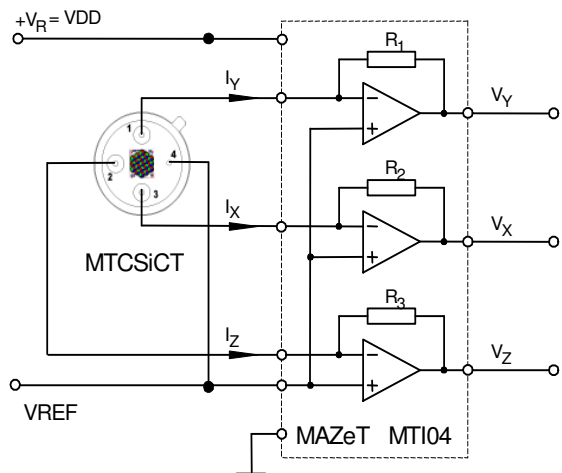 +VR = VDD
R1
IY
VY
1
2
4
3
R2
IX
VX
MTCSiCT
R3
IZ
VZ
VREF
MAZeT MTI04